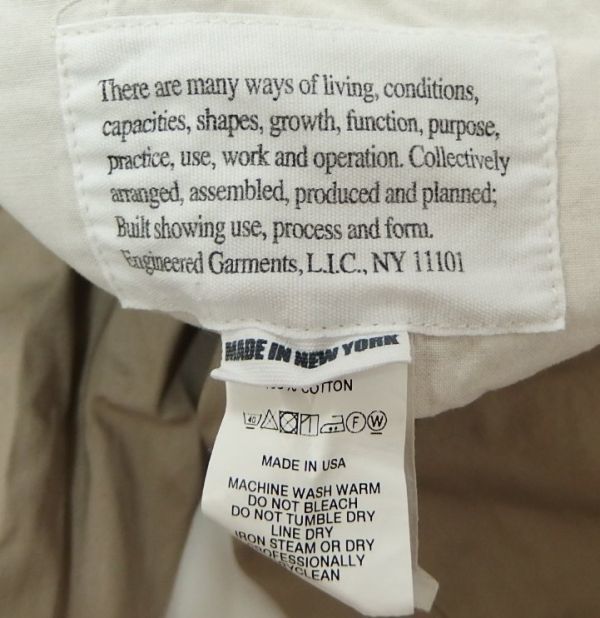 There are many ways of living, conditions,
capacities, shapes, growth, function, purpose,
practice, use, work and operation. Collectively
arranged, assembled, produced and planned;
Built showing use, process and form.
Engineered Garments, L.I.C., NY 11101
MADE IN NEW YORK
COTTON
40 F W
MADE IN USA
MACHINE WASH WARM
DO NOT BLEACH
DO NOT TUMBLE DRY
LINE DRY
IRON STEAM OR DRY
PROFESSIONALLY
DRYCLEAN